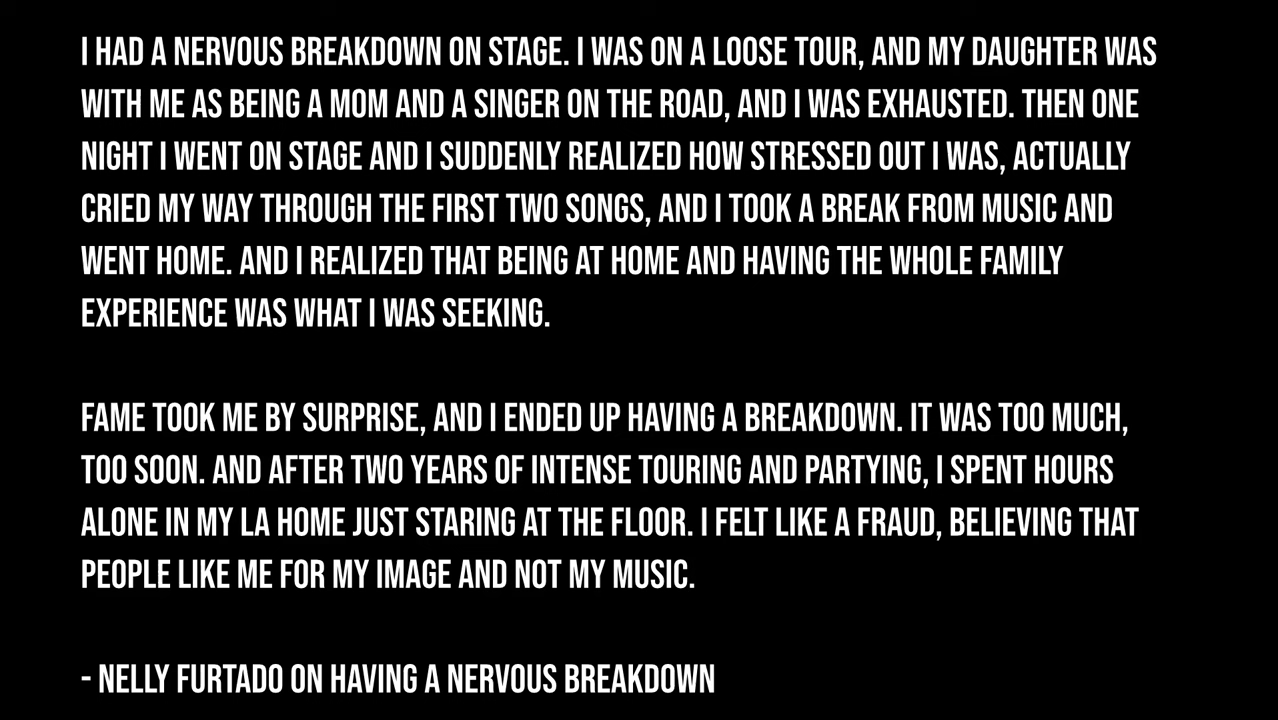 I HAD A NERVOUS BREAKDOWN ON STAGE. I WAS ON A LOOSE TOUR, AND MY DAUGHTER WAS
WITH ME AS BEING A MOM AND A SINGER ON THE ROAD, AND I WAS EXHAUSTED. THEN ONE
NIGHT I WENT ON STAGE AND I SUDDENLY REALIZED HOW STRESSED OUT I WAS, ACTUALLY
CRIED MY WAY THROUGH THE FIRST TWO SONGS, AND I TOOK A BREAK FROM MUSIC AND
WENT HOME. AND I REALIZED THAT BEING AT HOME AND HAVING THE WHOLE FAMILY
EXPERIENCE WAS WHAT I WAS SEEKING.
FAME TOOK ME BY SURPRISE, AND I ENDED UP HAVING A BREAKDOWN. IT WAS TOO MUCH,
TOO SOON. AND AFTER TWO YEARS OF INTENSE TOURING AND PARTYING, I SPENT HOURS
ALONE IN MY LA HOME JUST STARING AT THE FLOOR. I FELT LIKE A FRAUD, BELIEVING THAT
PEOPLE LIKE ME FOR MY IMAGE AND NOT MY MUSIC.
- NELLY FURTADO ON HAVING A NERVOUS BREAKDOWN